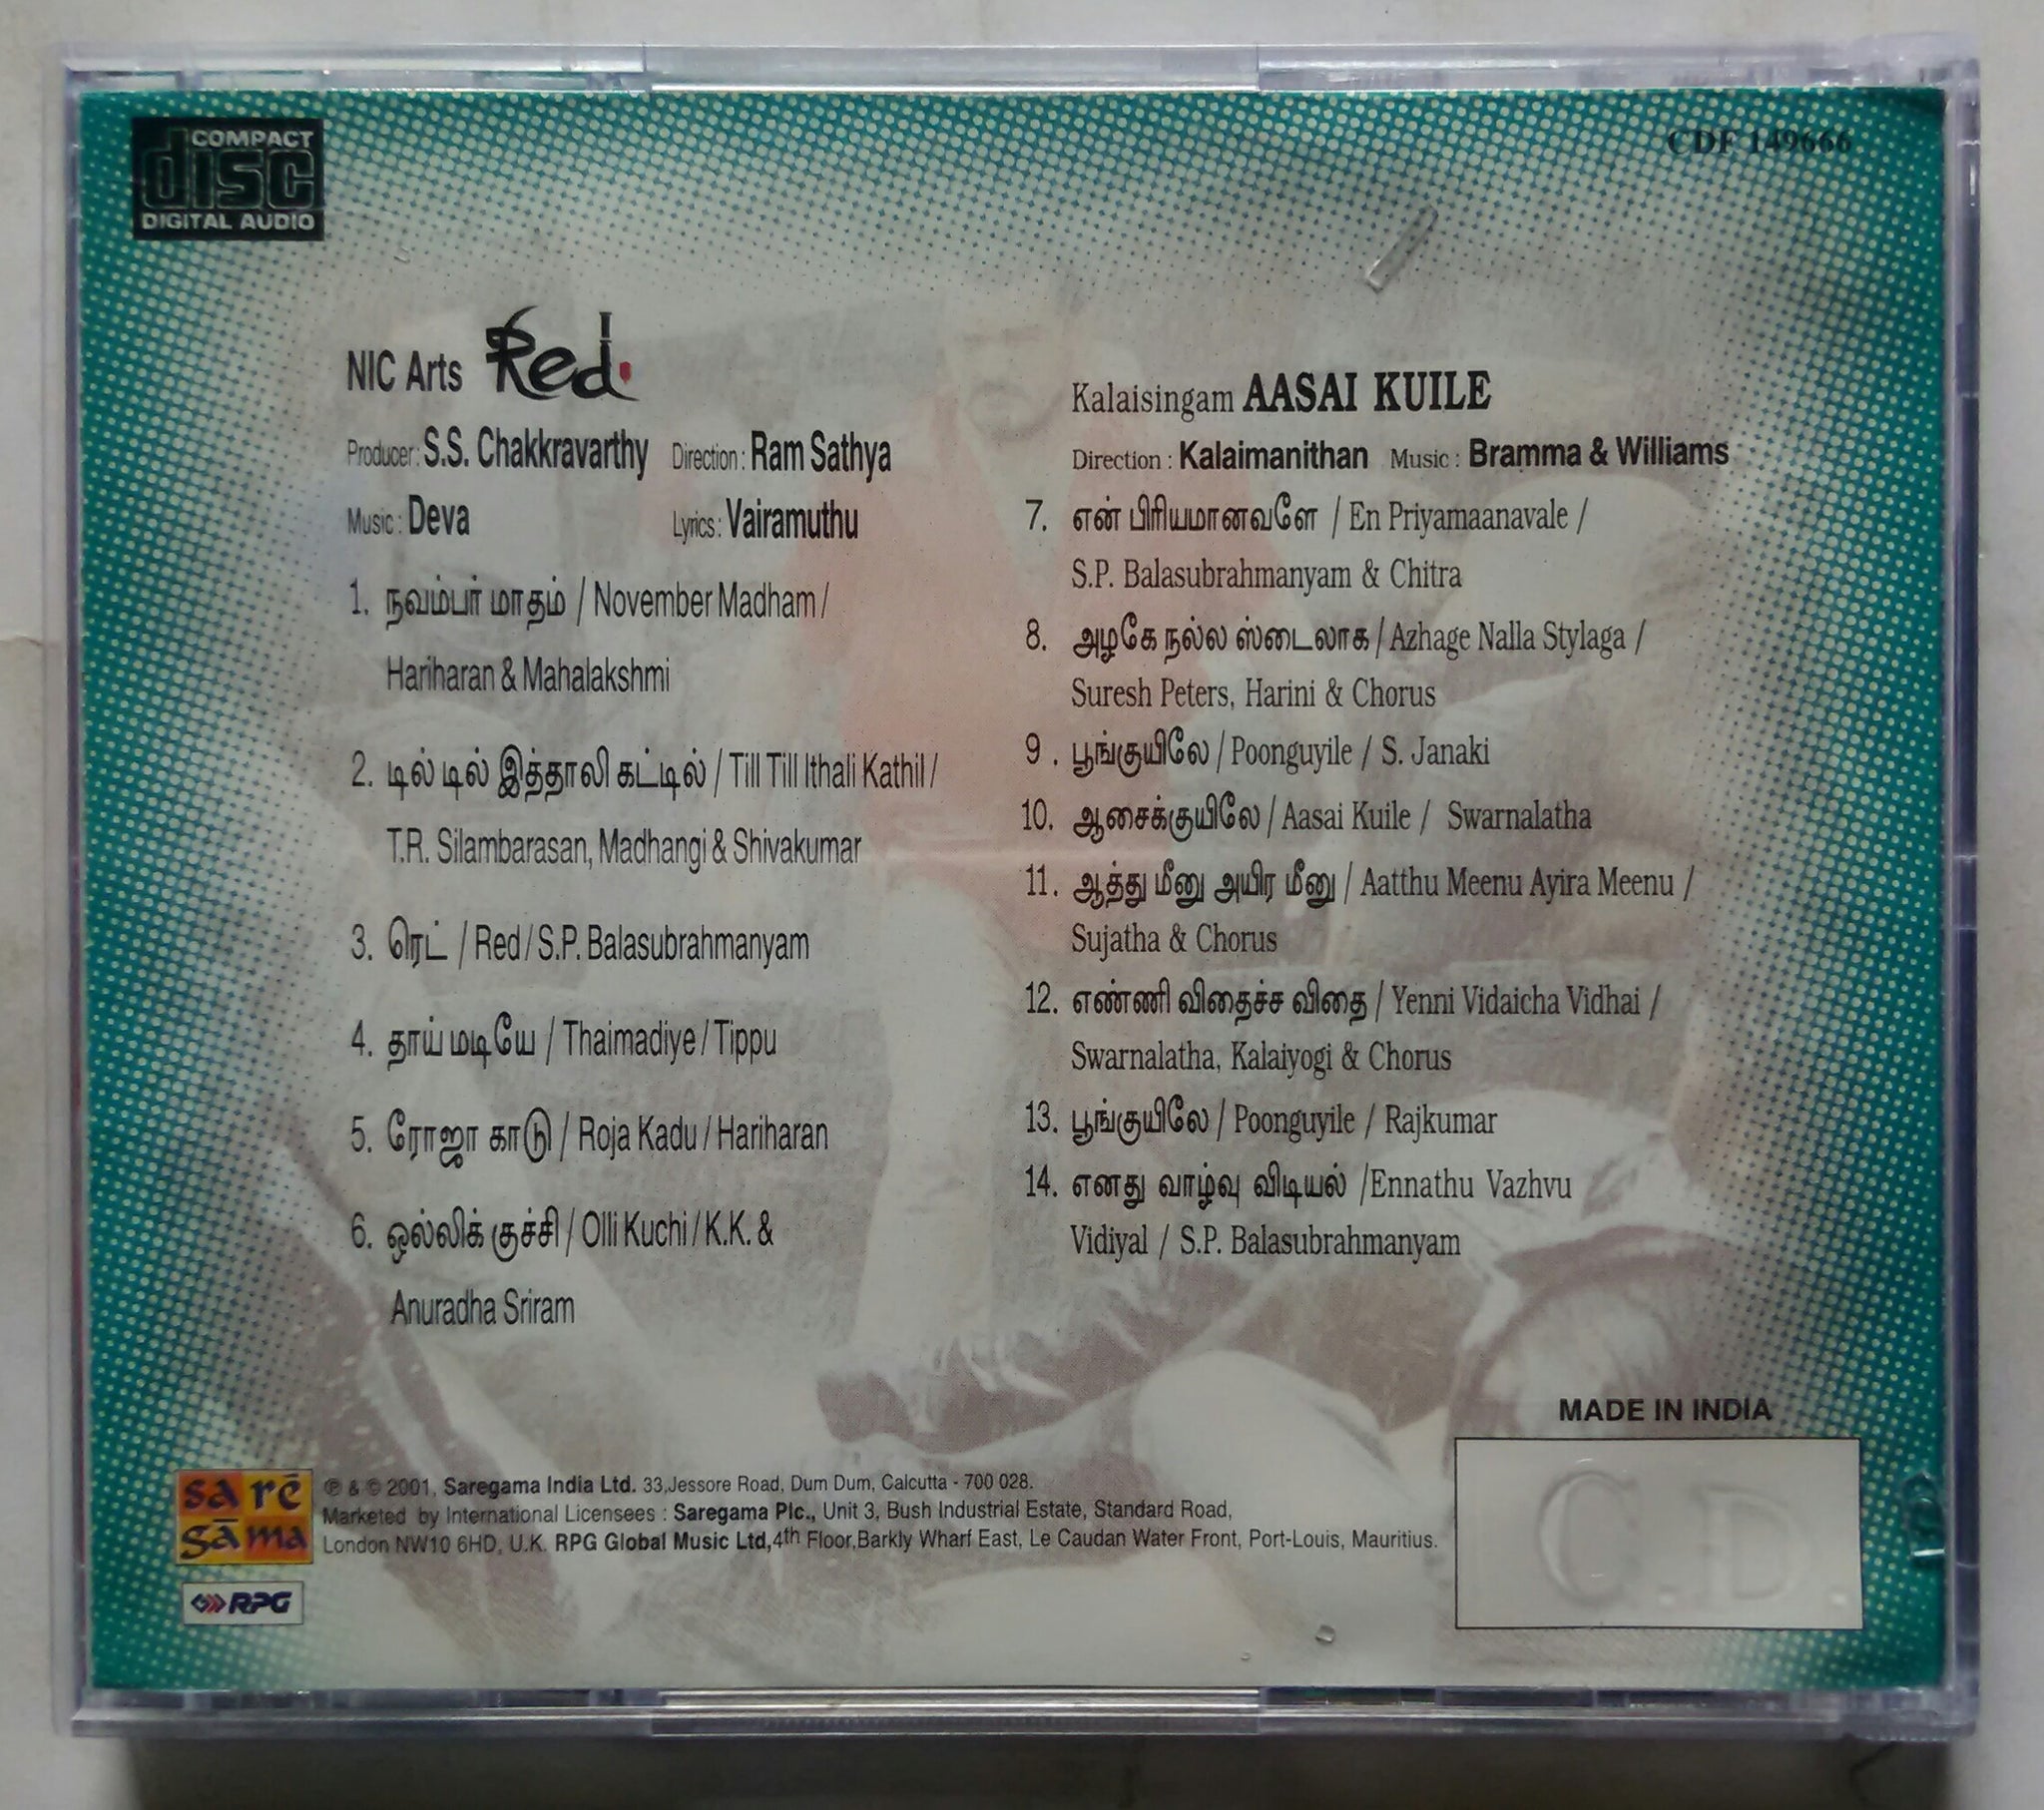 COMPACT
disc
DIGITAL AUDIO
CDF 149666
NIC Arts Red
Producer: S.S. Chakkravarthy Direction: Ram Sathya
Music: Deva Lyrics: Vairamuthu
1. நவம்பர் மாதம் / November Madham /
Hariharan & Mahalakshmi
2. டில் டில் இத்தாலி கட்டில் / Till Till Ithali Kathil /
T.R. Silambarasan, Madhangi & Shivakumar
3. ரெட் / Red / S.P. Balasubrahmanyam
4. தாய் மடியே / Thaimadiye / Tippu
5. ரோஜா காடு / Roja Kadu / Hariharan
6. ஒல்லிக் குச்சி / Olli Kuchi / K.K. &
Anuradha Sriram
Kalaisingam AASAI KUILE
Direction : Kalaimanithan Music : Bramma & Williams
7. என் பிரியமானவளே / En Priyamaanavale /
S.P. Balasubrahmanyam & Chitra
8. அழகே நல்ல ஸ்டைலாக / Azhage Nalla Stylaga /
Suresh Peters, Harini & Chorus
9 . பூங்குயிலே / Poonguyile / S. Janaki
10. ஆசைக்குயிலே / Aasai Kuile / Swarnalatha
11. ஆத்து மீனு அயிர மீனு / Aatthu Meenu Ayira Meenu /
Sujatha & Chorus
12. எண்ணி விதைச்ச விதை / Yenni Vidaicha Vidhai /
Swarnalatha, Kalaiyogi & Chorus
13. பூங்குயிலே / Poonguyile / Rajkumar
14. எனது வாழ்வு விடியல் /Ennathu Vazhvu
Vidiyal / S.P. Balasubrahmanyam
MADE IN INDIA
C.D.
sa rē
gāma
RPG
℗ & © 2001, Saregama India Ltd. 33,Jessore Road, Dum Dum, Calcutta - 700 028.
Marketed by International Licensees : Saregama Plc., Unit 3, Bush Industrial Estate, Standard Road,
London NW10 6HD, U.K. RPG Global Music Ltd,4th Floor,Barkly Wharf East, Le Caudan Water Front, Port-Louis, Mauritius.